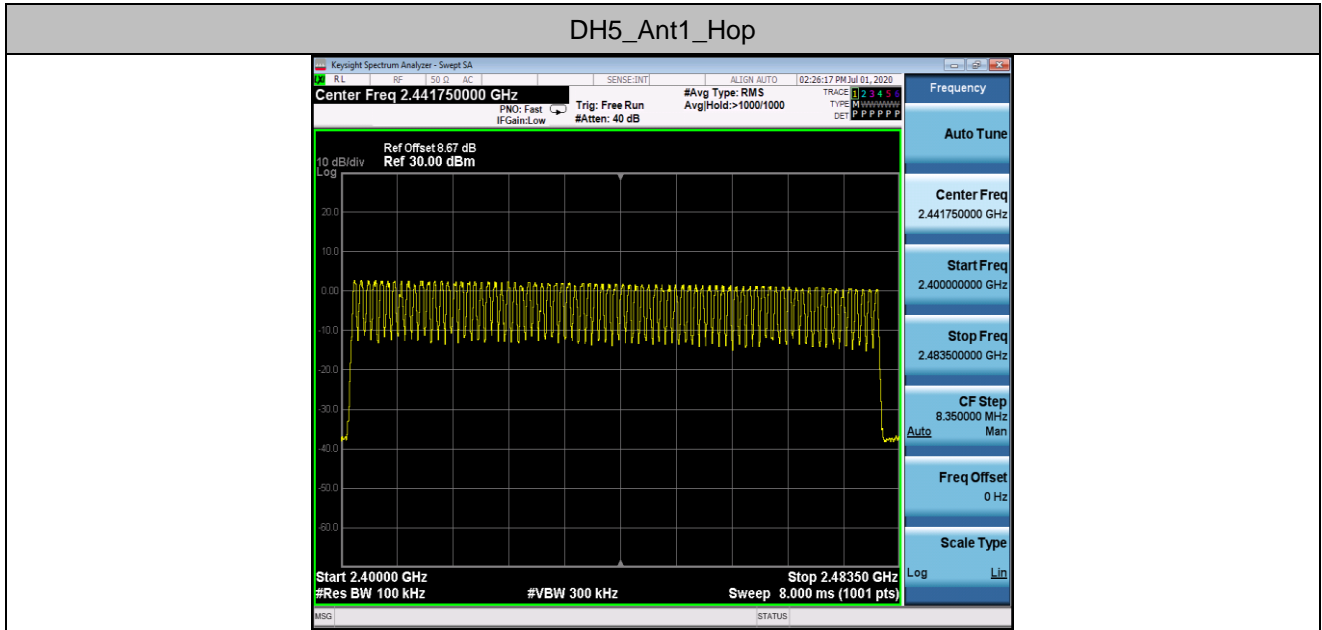 DH5_Ant1_Hop
Keysight Spectrum Analyzer - Swept SA
RL RF 50 Ω AC SENSE:INT ALIGN AUTO 02:26:17 PM Jul 01, 2020
Center Freq 2.441750000 GHz
PNO: Fast
IFGain:Low
Trig: Free Run
#Atten: 40 dB
#Avg Type: RMS
Avg|Hold:>1000/1000
TRACE 1 2 3 4 5 6
TYPE M WWWWW
DET P P P P P P
Ref Offset 8.67 dB
10 dB/div Ref 30.00 dBm
Log
20.0
10.0
0.00
-10.0
-20.0
-30.0
-40.0
-50.0
-60.0
Start 2.40000 GHz Stop 2.48350 GHz
#Res BW 100 kHz #VBW 300 kHz Sweep 8.000 ms (1001 pts)
MSG STATUS
Frequency
Auto Tune
Center Freq
2.441750000 GHz
Start Freq
2.400000000 GHz
Stop Freq
2.483500000 GHz
CF Step
8.350000 MHz
Auto Man
Freq Offset
0 Hz
Scale Type
Log Lin